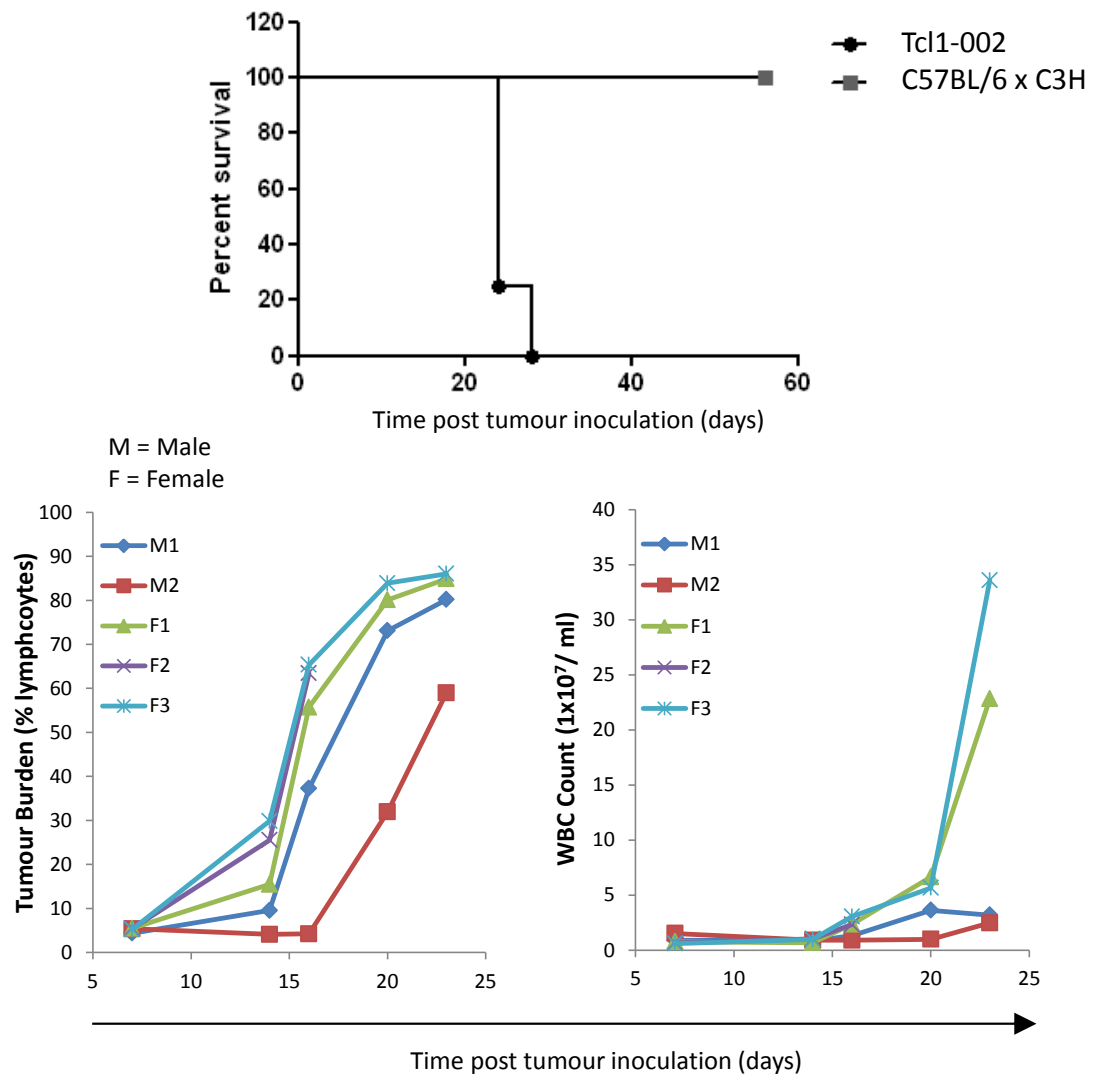 120
100
80
60
40
20
0
Percent survival
0 20 40 60
Time post tumour inoculation (days)
Tcl1-002
C57BL/6 x C3H
M = Male
F = Female
100
90
80
70
60
50
40
30
20
10
0
Tumour Burden (% lymphcoytes)
M1
M2
F1
F2
F3
5 10 15 20 25
40
35
30
25
20
15
10
5
0
WBC Count (1x10⁷/ ml)
M1
M2
F1
F2
F3
5 10 15 20 25
Time post tumour inoculation (days)